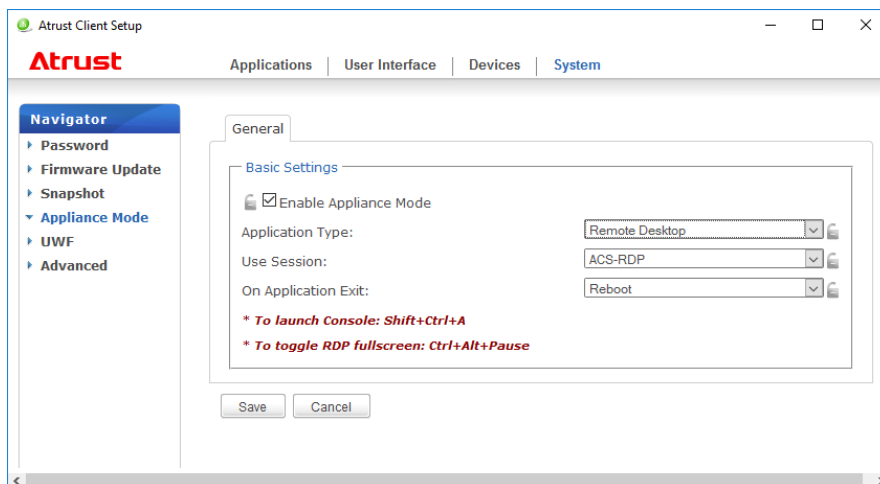 Atrust Client Setup
Atrust
Applications | User Interface | Devices | System
Navigator
Password
Firmware Update
Snapshot
Appliance Mode
UWF
Advanced
General
Basic Settings
Enable Appliance Mode
Application Type: Remote Desktop
Use Session: ACS-RDP
On Application Exit: Reboot
* To launch Console: Shift+Ctrl+A
* To toggle RDP fullscreen: Ctrl+Alt+Pause
Save Cancel